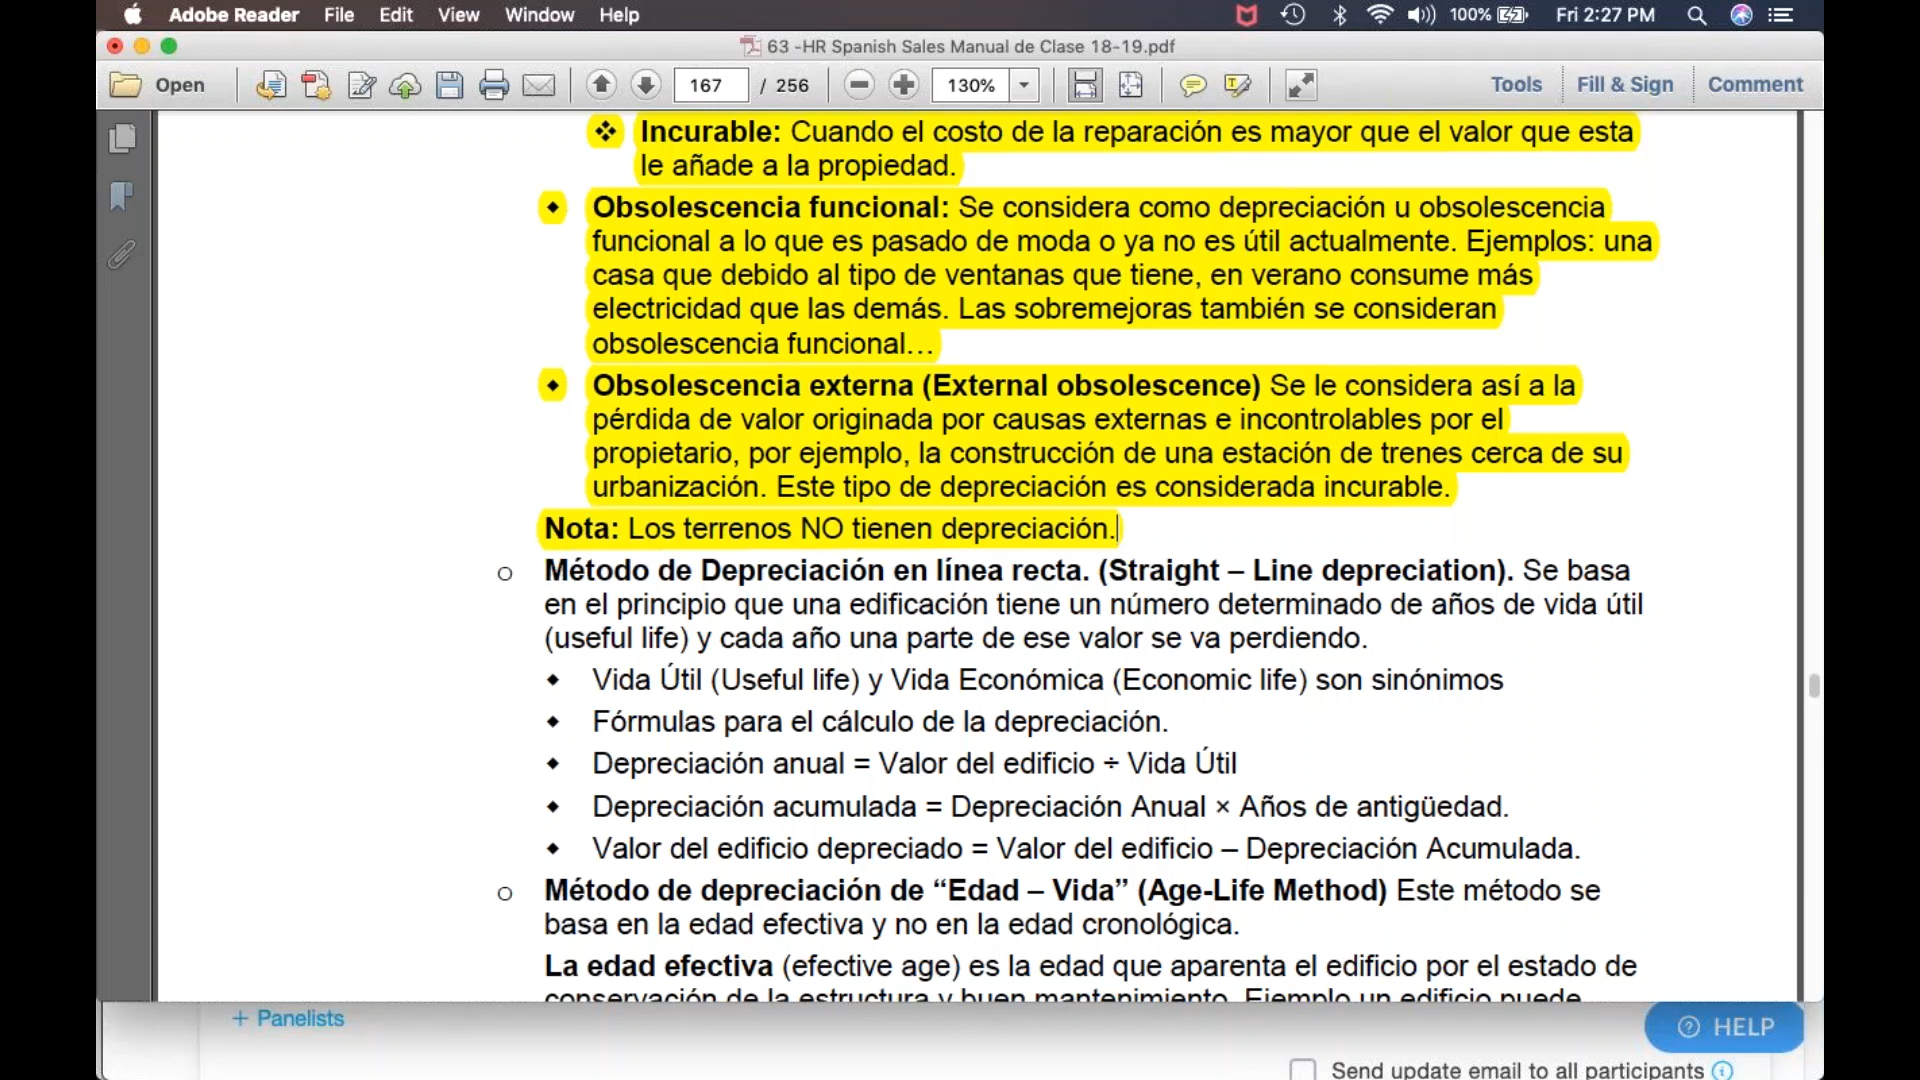 Adobe Reader File Edit View Window Help 100% Fri 2:27 PM
63 -HR Spanish Sales Manual de Clase 18-19.pdf
Open 167 / 256 130% Tools Fill & Sign Comment
Incurable: Cuando el costo de la reparación es mayor que el valor que esta
le añade a la propiedad.
Obsolescencia funcional: Se considera como depreciación u obsolescencia
funcional a lo que es pasado de moda o ya no es útil actualmente. Ejemplos: una
casa que debido al tipo de ventanas que tiene, en verano consume más
electricidad que las demás. Las sobremejoras también se consideran
obsolescencia funcional…
Obsolescencia externa (External obsolescence) Se le considera así a la
pérdida de valor originada por causas externas e incontrolables por el
propietario, por ejemplo, la construcción de una estación de trenes cerca de su
urbanización. Este tipo de depreciación es considerada incurable.
Nota: Los terrenos NO tienen depreciación.
Método de Depreciación en línea recta. (Straight – Line depreciation). Se basa
en el principio que una edificación tiene un número determinado de años de vida útil
(useful life) y cada año una parte de ese valor se va perdiendo.
Vida Útil (Useful life) y Vida Económica (Economic life) son sinónimos
Fórmulas para el cálculo de la depreciación.
Depreciación anual = Valor del edificio ÷ Vida Útil
Depreciación acumulada = Depreciación Anual × Años de antigüedad.
Valor del edificio depreciado = Valor del edificio – Depreciación Acumulada.
Método de depreciación de “Edad – Vida” (Age-Life Method) Este método se
basa en la edad efectiva y no en la edad cronológica.
La edad efectiva (efective age) es la edad que aparenta el edificio por el estado de
conservación de la estructura y buen mantenimiento. Ejemplo un edificio puede
+ Panelists
HELP
Send update email to all participants